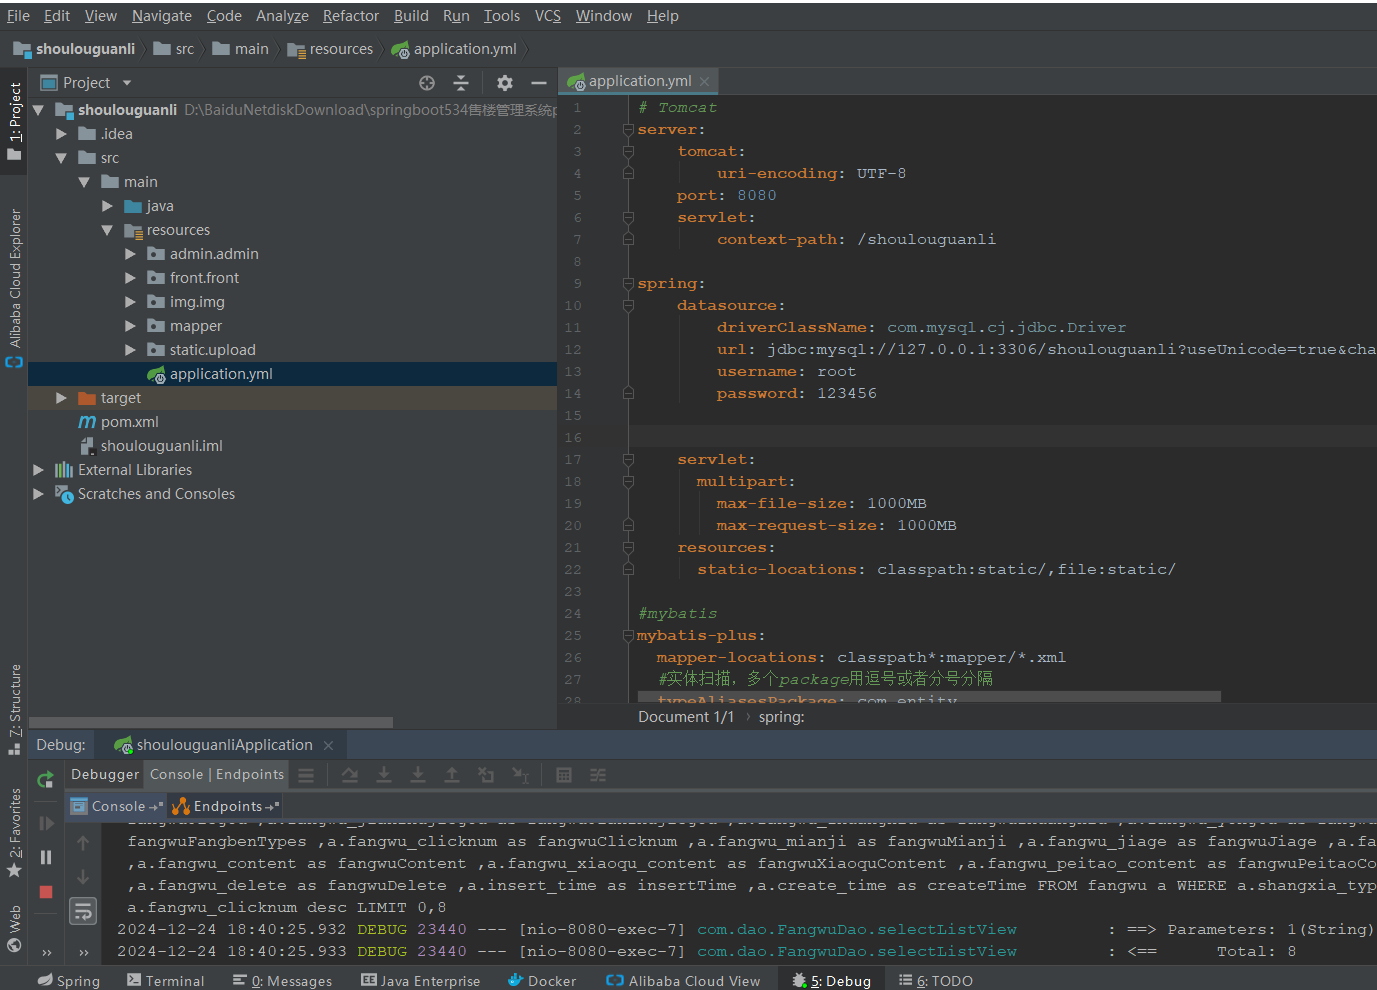 File Edit View Navigate Code Analyze Refactor Build Run Tools VCS Window Help
shoulouguanli src main resources application.yml
Project
application.yml
1: Project
Alibaba Cloud Explorer
7: Structure
2: Favorites
Web
shoulouguanli D:\BaiduNetdiskDownload\springboot534售楼管理系统p
.idea
src
main
java
resources
admin.admin
front.front
img.img
mapper
static.upload
application.yml
target
pom.xml
shoulouguanli.iml
External Libraries
Scratches and Consoles
1 # Tomcat
2 server:
3 tomcat:
4 uri-encoding: UTF-8
5 port: 8080
6 servlet:
7 context-path: /shoulouguanli
8
9 spring:
10 datasource:
11 driverClassName: com.mysql.cj.jdbc.Driver
12 url: jdbc:mysql://127.0.0.1:3306/shoulouguanli?useUnicode=true&cha
13 username: root
14 password: 123456
15
16
17 servlet:
18 multipart:
19 max-file-size: 1000MB
20 max-request-size: 1000MB
21 resources:
22 static-locations: classpath:static/,file:static/
23
24 #mybatis
25 mybatis-plus:
26 mapper-locations: classpath*:mapper/*.xml
27 #实体扫描，多个package用逗号或者分号分隔
28 typeAliasesPackage: com.entity
Document 1/1 › spring:
Debug: shoulouguanliApplication
Debugger Console | Endpoints
Console Endpoints
fangwuFangbenTypes ,a.fangwu_clicknum as fangwuClicknum ,a.fangwu_mianji as fangwuMianji ,a.fangwu_jiage as fangwuJiage ,a.fa
,a.fangwu_content as fangwuContent ,a.fangwu_xiaoqu_content as fangwuXiaoquContent ,a.fangwu_peitao_content as fangwuPeitaoCo
,a.fangwu_delete as fangwuDelete ,a.insert_time as insertTime ,a.create_time as createTime FROM fangwu a WHERE a.shangxia_typ
a.fangwu_clicknum desc LIMIT 0,8
2024-12-24 18:40:25.932 DEBUG 23440 --- [nio-8080-exec-7] com.dao.FangwuDao.selectListView : ==> Parameters: 1(String)
2024-12-24 18:40:25.933 DEBUG 23440 --- [nio-8080-exec-7] com.dao.FangwuDao.selectListView : <== Total: 8
Spring Terminal 0: Messages Java Enterprise Docker Alibaba Cloud View 5: Debug 6: TODO